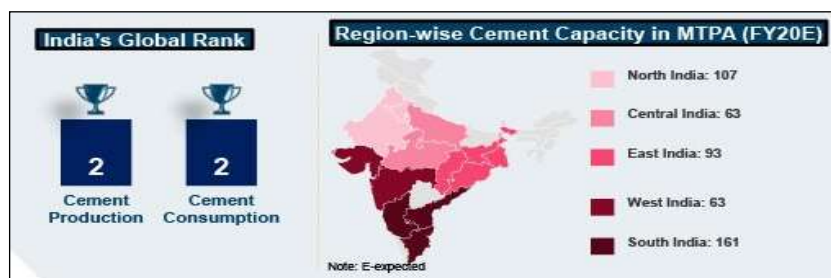 India's Global Rank
2
Cement
Production
2
Cement
Consumption
Region-wise Cement Capacity in MTPA (FY20E)
North India: 107
Central India: 63
East India: 93
West India: 63
South India: 161
Note: E-expected